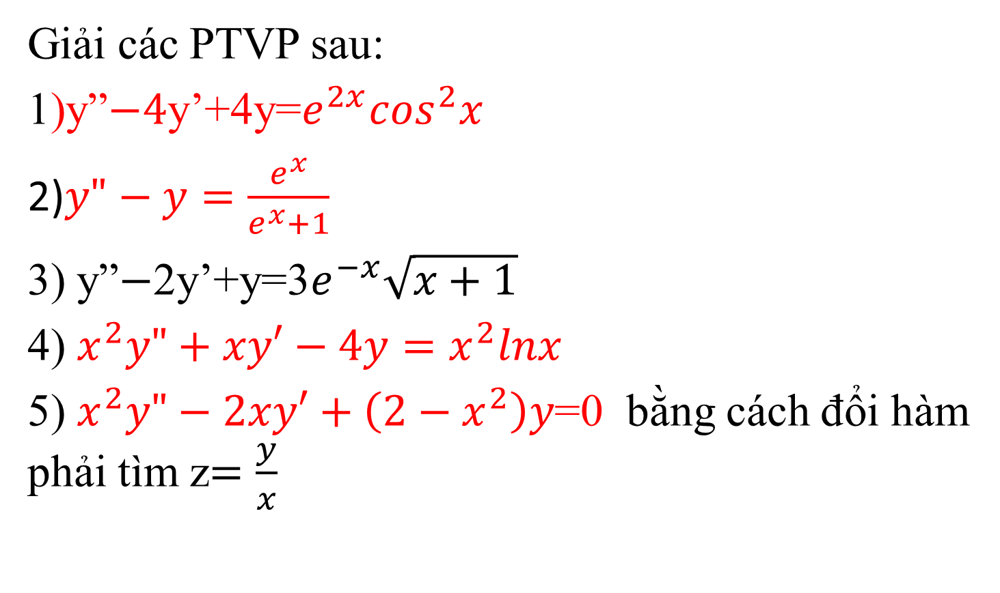 Giải các PTVP sau:
1)y”−4y’+4y=𝑒^{2𝑥}𝑐𝑜𝑠^2𝑥
2)𝑦" − 𝑦 = \frac{𝑒^𝑥}{𝑒^𝑥+1}
3) y”−2y’+y=3𝑒^{−𝑥}\sqrt{𝑥 + 1}
4) 𝑥^2𝑦" + 𝑥𝑦′ − 4𝑦 = 𝑥^2𝑙𝑛𝑥
5) 𝑥^2𝑦" − 2𝑥𝑦′ + (2 − 𝑥^2)𝑦=0 bằng cách đổi hàm
phải tìm z= \frac{𝑦}{𝑥}